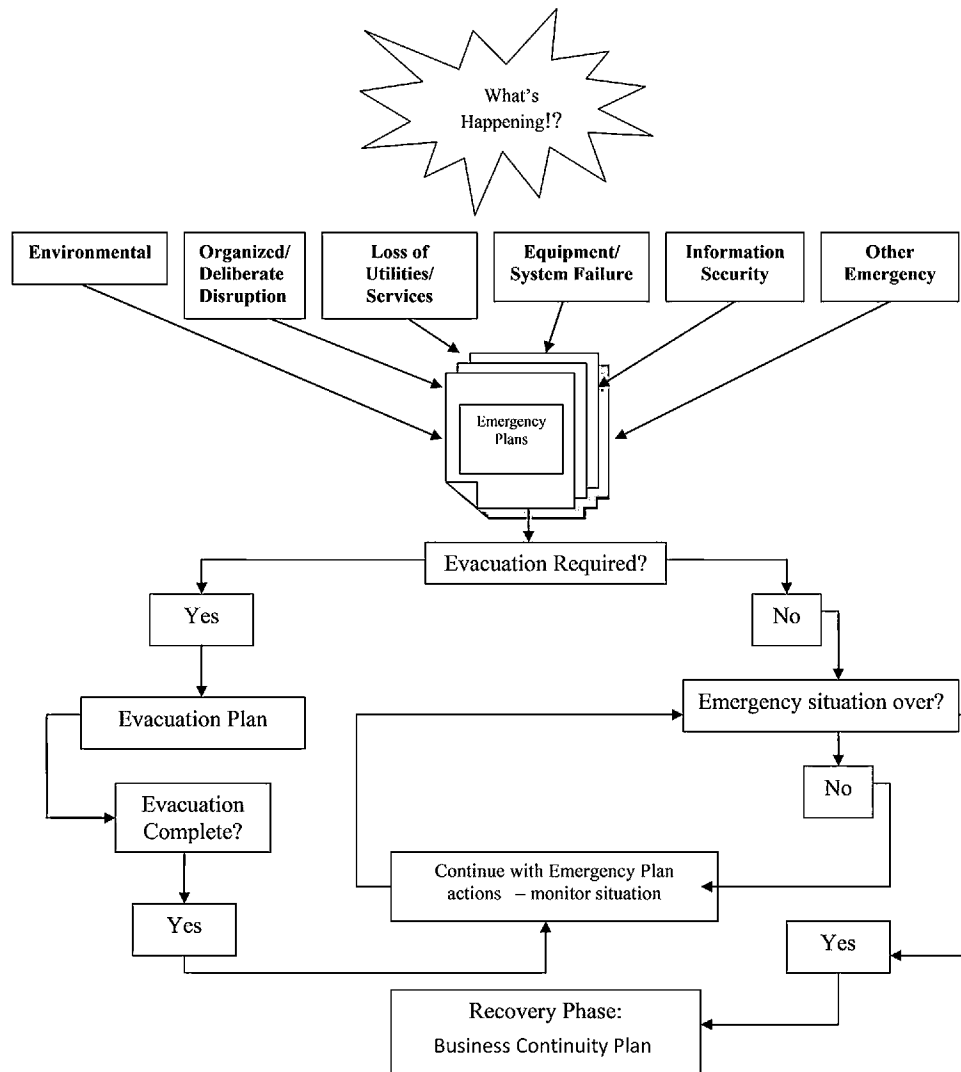 What's
Happening!?
Environmental
Organized/
Deliberate
Disruption
Loss of
Utilities/
Services
Equipment/
System Failure
Information
Security
Other
Emergency
Emergency
Plans
Evacuation Required?
Yes
No
Evacuation Plan
Emergency situation over?
No
Evacuation
Complete?
Continue with Emergency Plan
actions – monitor situation
Yes
Yes
Recovery Phase:
Business Continuity Plan